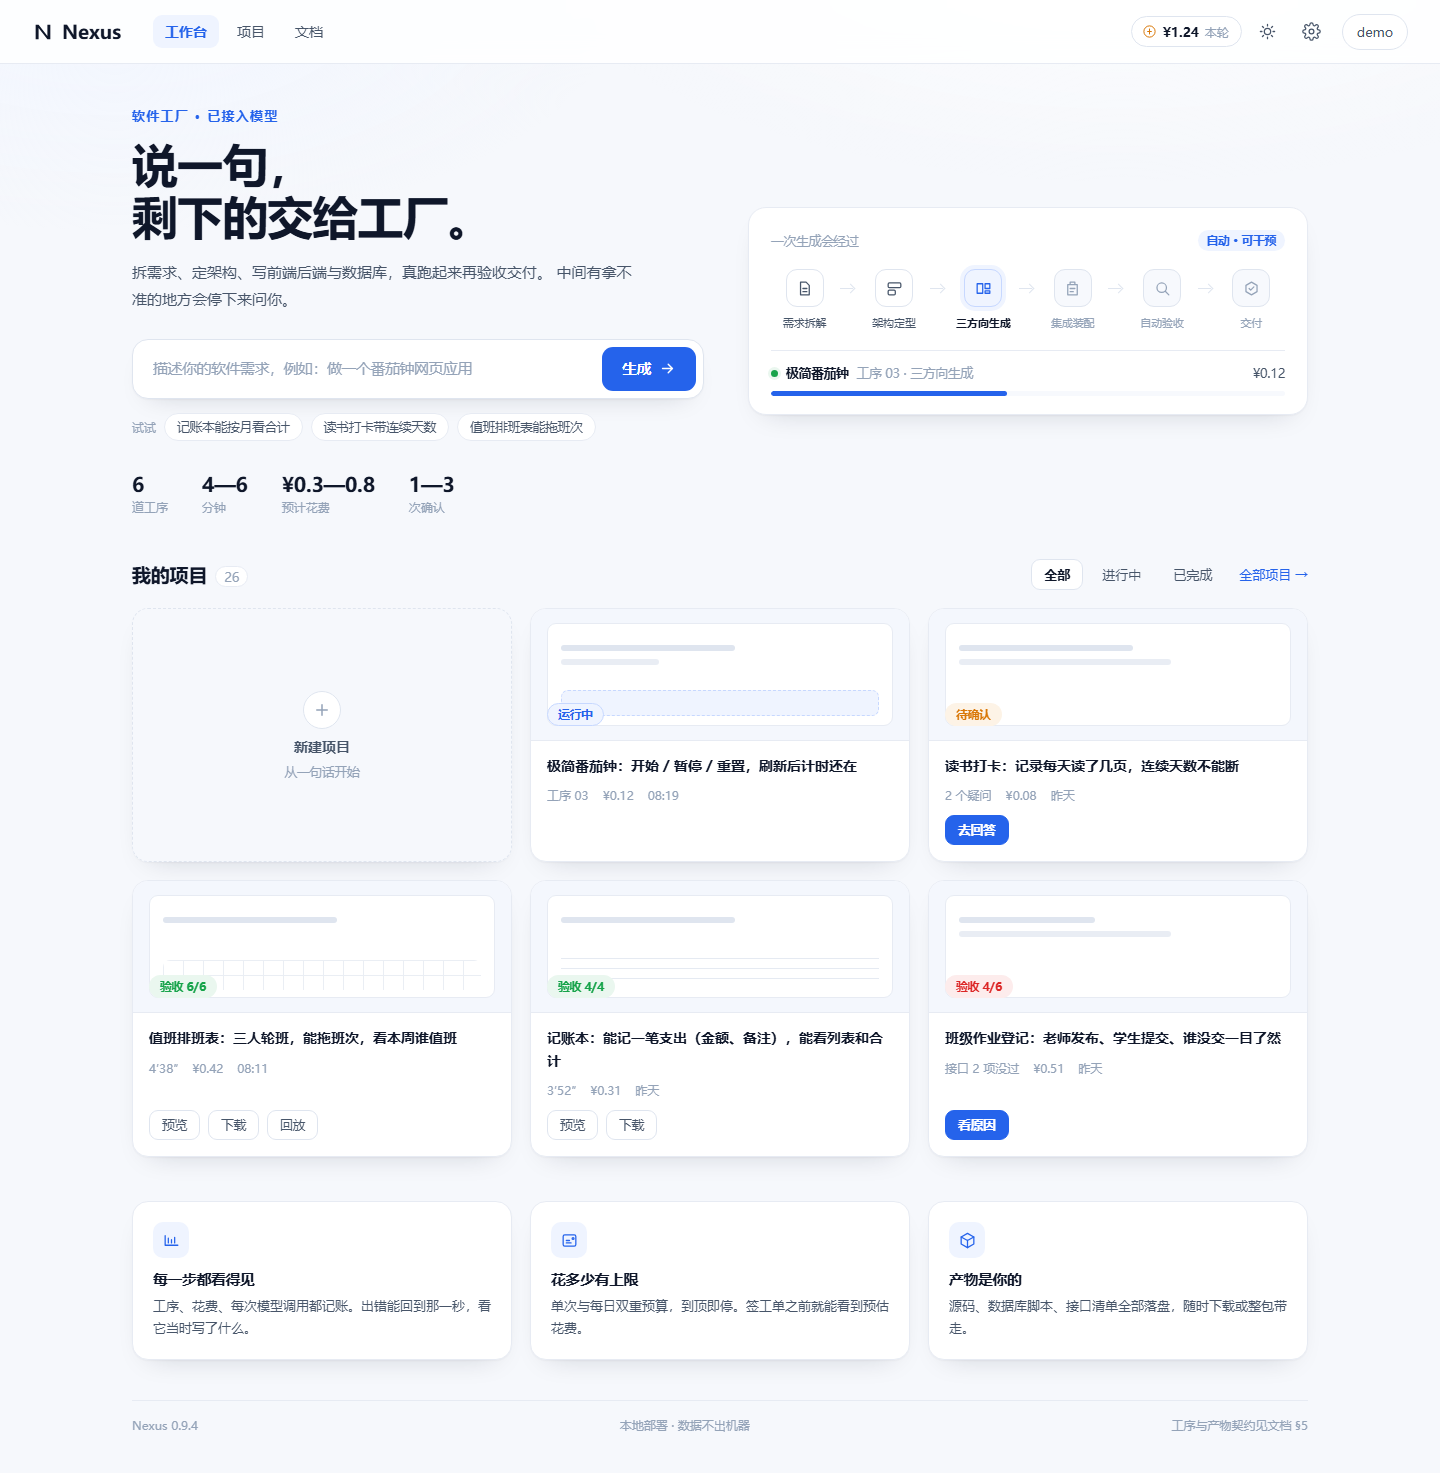 N Nexus
工作台
项目
文档
¥1.24 本轮
demo
软件工厂 • 已接入模型
说一句，
剩下的交给工厂。
拆需求、定架构、写前端后端与数据库，真跑起来再验收交付。 中间有拿不
准的地方会停下来问你。
描述你的软件需求，例如：做一个番茄钟网页应用
生成 →
试试
记账本能按月看合计
读书打卡带连续天数
值班排班表能拖班次
6
道工序
4—6
分钟
¥0.3—0.8
预计花费
1—3
次确认
一次生成会经过
自动 • 可干预
需求拆解
架构定型
三方向生成
集成装配
自动验收
交付
极简番茄钟 工序 03 · 三方向生成
¥0.12
我的项目 26
全部
进行中
已完成
全部项目 →
新建项目
从一句话开始
运行中
极简番茄钟：开始 / 暂停 / 重置，刷新后计时还在
工序 03 ¥0.12 08:19
待确认
读书打卡：记录每天读了几页，连续天数不能断
2 个疑问 ¥0.08 昨天
去回答
验收 6/6
值班排班表：三人轮班，能拖班次，看本周谁值班
4′38″ ¥0.42 08:11
预览
下载
回放
验收 4/4
记账本：能记一笔支出（金额、备注），能看列表和合
计
3′52″ ¥0.31 昨天
预览
下载
验收 4/6
班级作业登记：老师发布、学生提交、谁没交一目了然
接口 2 项没过 ¥0.51 昨天
看原因
每一步都看得见
工序、花费、每次模型调用都记账。出错能回到那一秒，看
它当时写了什么。
花多少有上限
单次与每日双重预算，到顶即停。签工单之前就能看到预估
花费。
产物是你的
源码、数据库脚本、接口清单全部落盘，随时下载或整包带
走。
Nexus 0.9.4
本地部署 · 数据不出机器
工序与产物契约见文档 §5